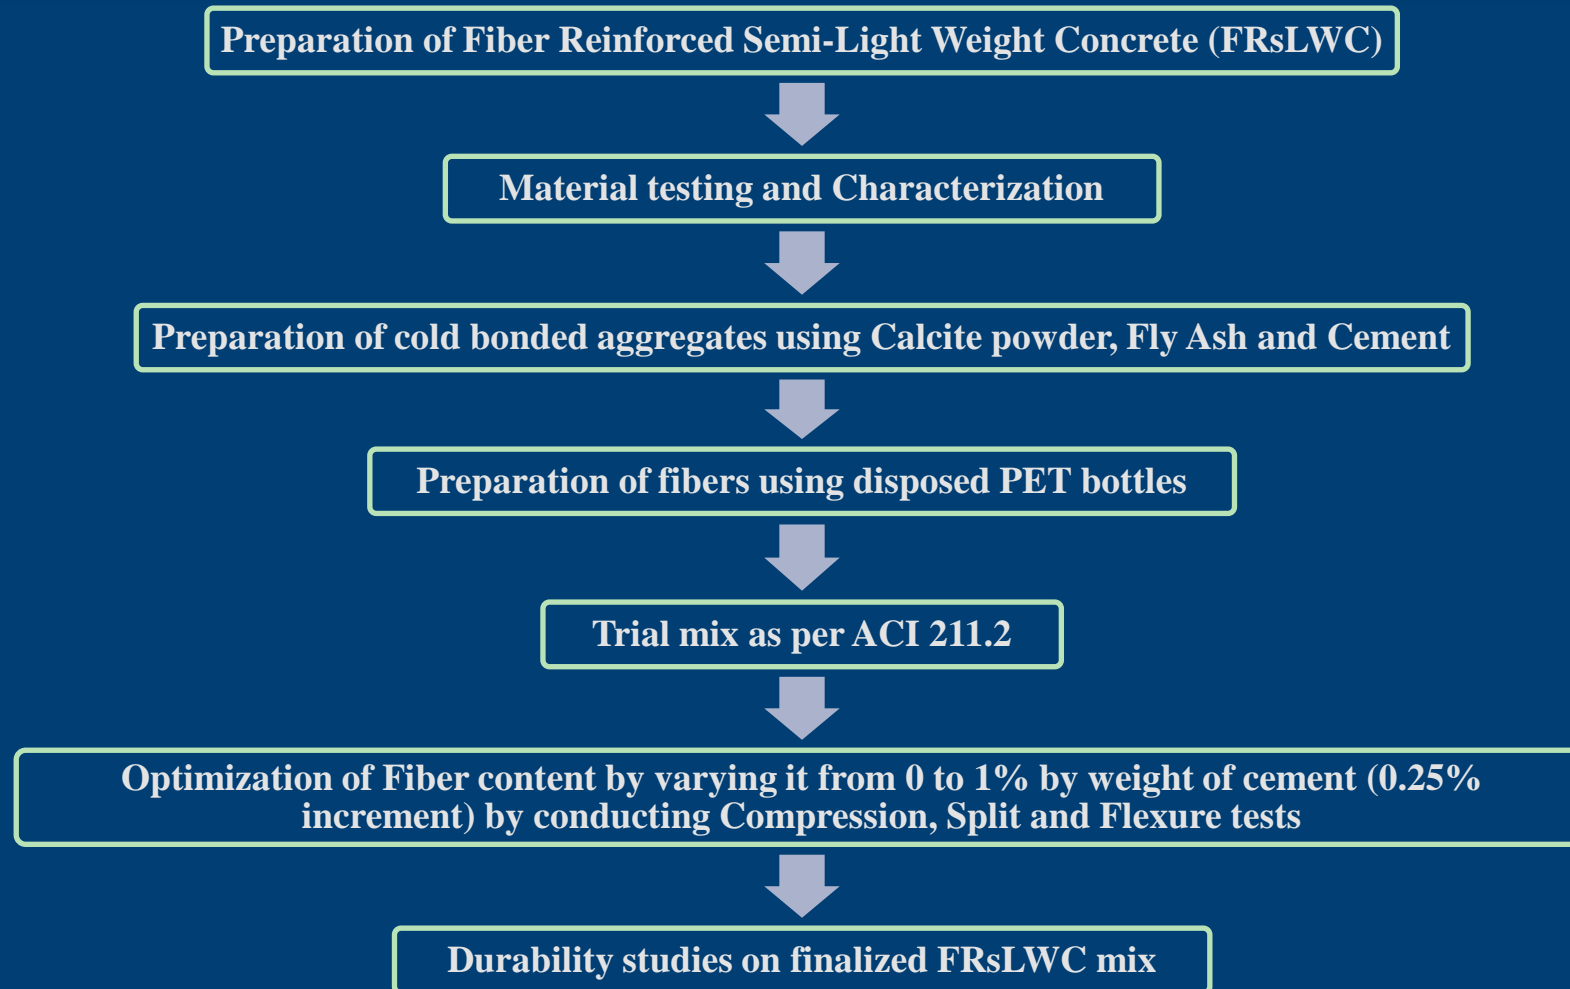 Preparation of Fiber Reinforced Semi-Light Weight Concrete (FRsLWC)
Material testing and Characterization
Preparation of cold bonded aggregates using Calcite powder, Fly Ash and Cement
Preparation of fibers using disposed PET bottles
Trial mix as per ACI 211.2
Optimization of Fiber content by varying it from 0 to 1% by weight of cement (0.25%
increment) by conducting Compression, Split and Flexure tests
Durability studies on finalized FRsLWC mix